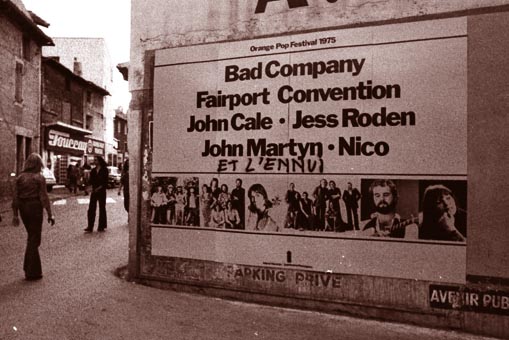 Orange Pop Festival 1975
Bad Company
Fairport Convention
John Cale · Jess Roden
John Martyn · Nico
ET L'ENNUI
PARKING PRIVE
AVENIR PUB